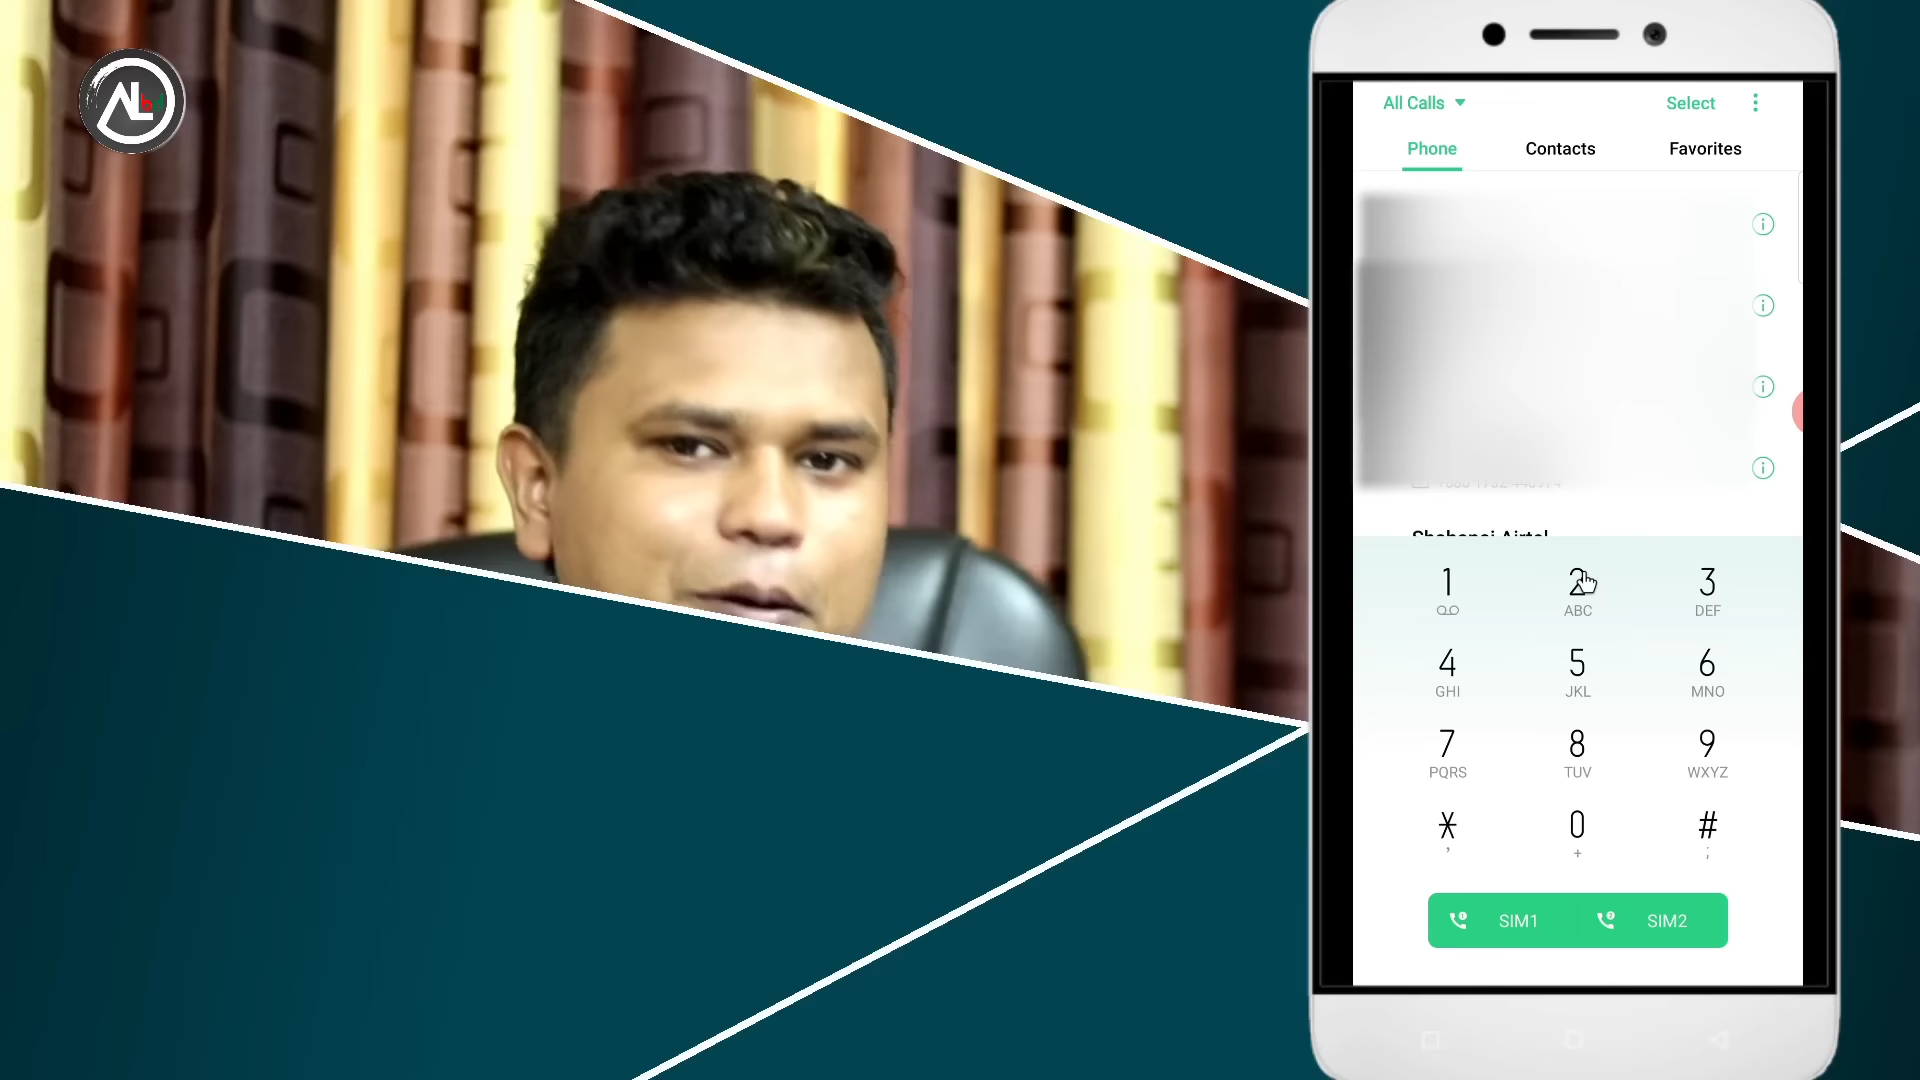 ALbd
All Calls
Select
Phone
Contacts
Favorites
1
2
ABC
3
DEF
4
GHI
5
JKL
6
MNO
7
PQRS
8
TUV
9
WXYZ
*
,
0
+
#
;
SIM1
SIM2